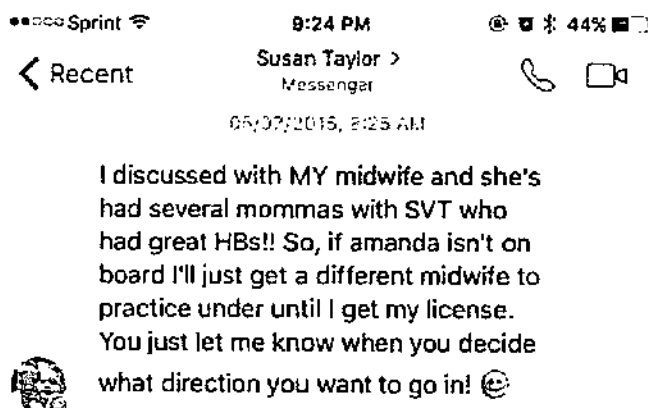 Sprint 9:24 PM 44%
Recent Susan Taylor >
Messenger
I discussed with MY midwife and she's
had several mommas with SVT who
had great HBs!! So, if amanda isn't on
board I'll just get a different midwife to
practice under until I get my license.
You just let me know when you decide
what direction you want to go in!